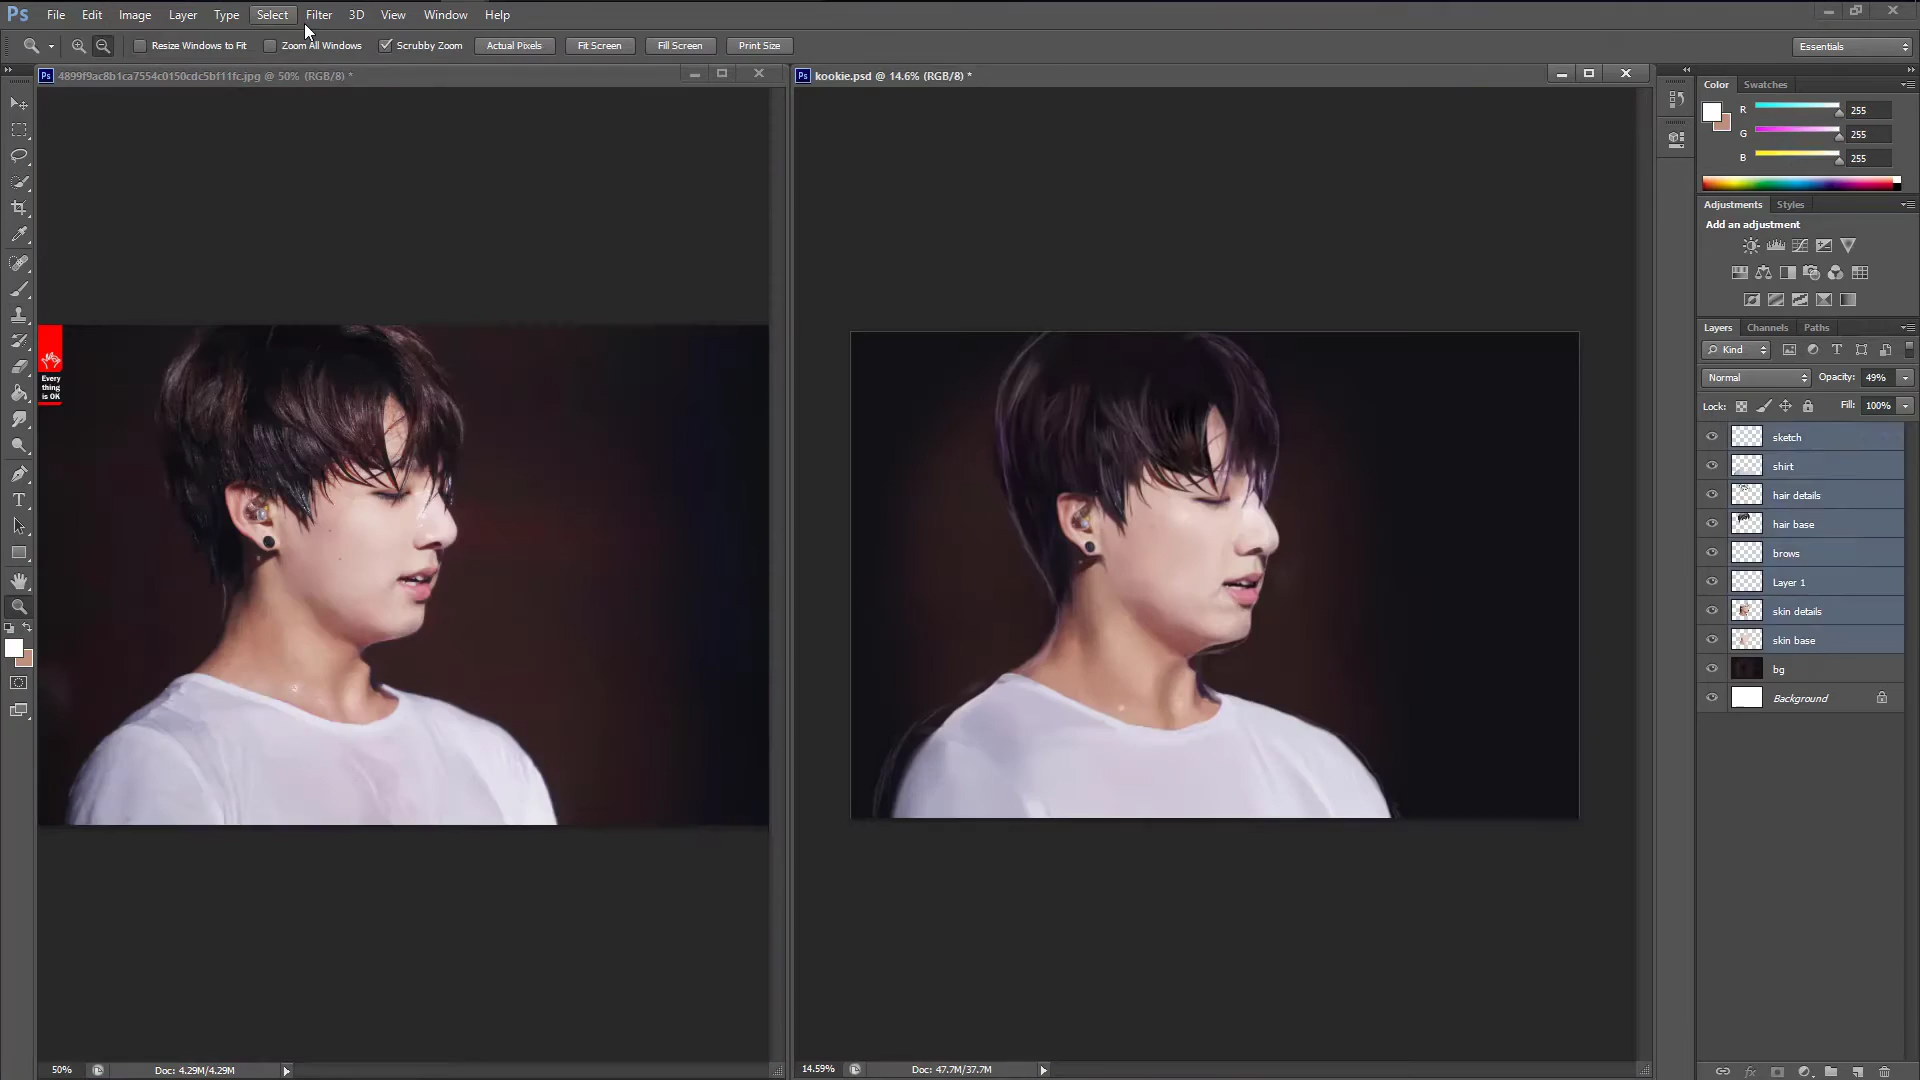 Ps File Edit Image Layer Type Select Filter 3D View Window Help
Resize Windows to Fit Zoom All Windows Scrubby Zoom Actual Pixels Fit Screen Fill Screen Print Size Essentials
Ps 4899f9ac8b1ca7554c0150cdc5bf11fc.jpg @ 50% (RGB/8) *
Ps kookie.psd @ 14.6% (RGB/8) *
Color Swatches
R 255
G 255
B 255
Adjustments Styles
Add an adjustment
Layers Channels Paths
Kind
Normal Opacity: 49%
Lock: Fill: 100%
sketch
shirt
hair details
hair base
brows
Layer 1
skin details
skin base
bg
Background
Every
thing
is OK
50% Doc: 4.29M/4.29M
14.59% Doc: 47.7M/37.7M